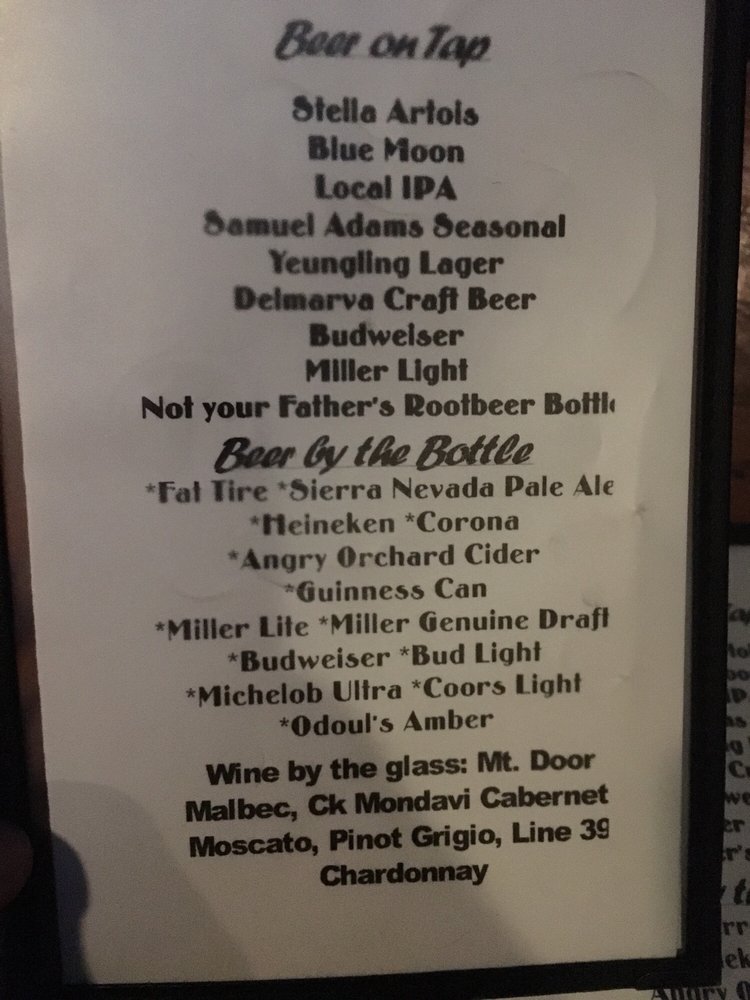 Beer on Tap
Stella Artois
Blue Moon
Local IPA
Samuel Adams Seasonal
Yeungling Lager
Delmarva Craft Beer
Budweiser
Miller Light
Not your Father's Rootbeer Bottle
Beer by the Bottle
*Fat Tire *Sierra Nevada Pale Ale
*Heineken *Corona
*Angry Orchard Cider
*Guinness Can
*Miller Lite *Miller Genuine Draft
*Budweiser *Bud Light
*Michelob Ultra *Coors Light
*Odoul's Amber
Wine by the glass: Mt. Door
Malbec, Ck Mondavi Cabernet
Moscato, Pinot Grigio, Line 39
Chardonnay